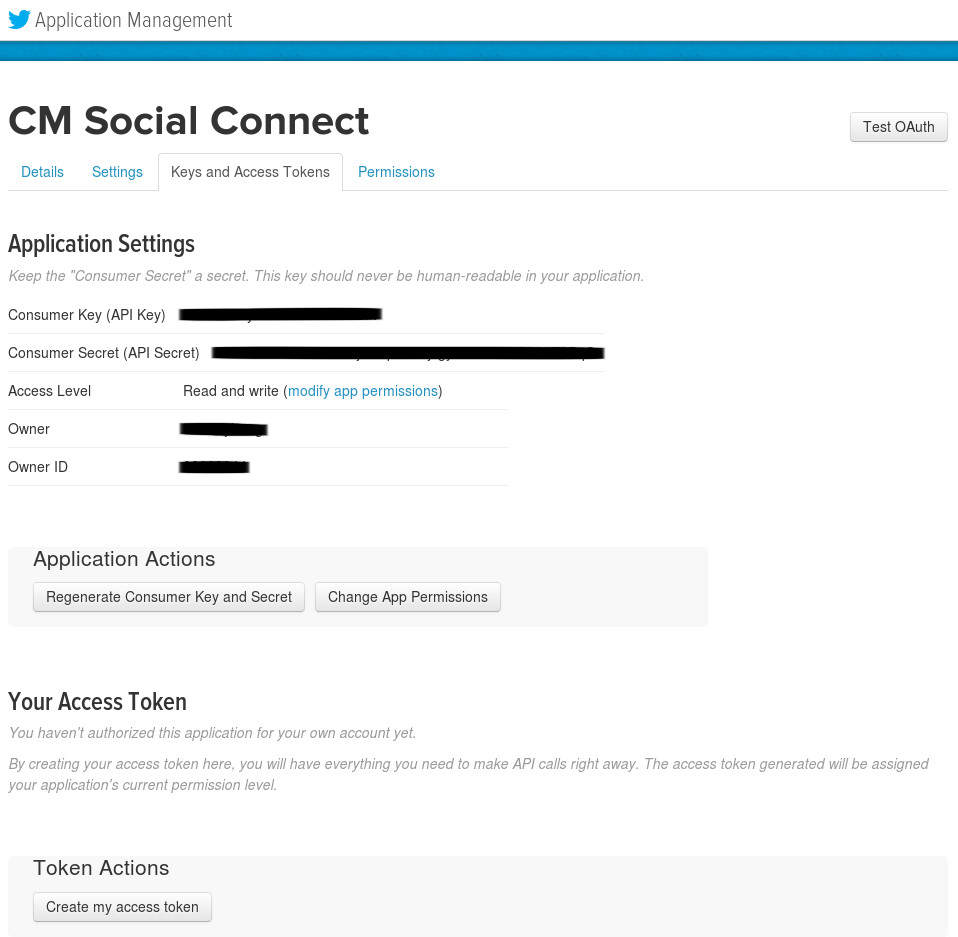 Application Management
CM Social Connect
Test OAuth
Details Settings Keys and Access Tokens Permissions
Application Settings
Keep the "Consumer Secret" a secret. This key should never be human-readable in your application.
Consumer Key (API Key)
Consumer Secret (API Secret)
Access Level Read and write (modify app permissions)
Owner
Owner ID
Application Actions
Regenerate Consumer Key and Secret Change App Permissions
Your Access Token
You haven't authorized this application for your own account yet.
By creating your access token here, you will have everything you need to make API calls right away. The access token generated will be assigned
your application's current permission level.
Token Actions
Create my access token